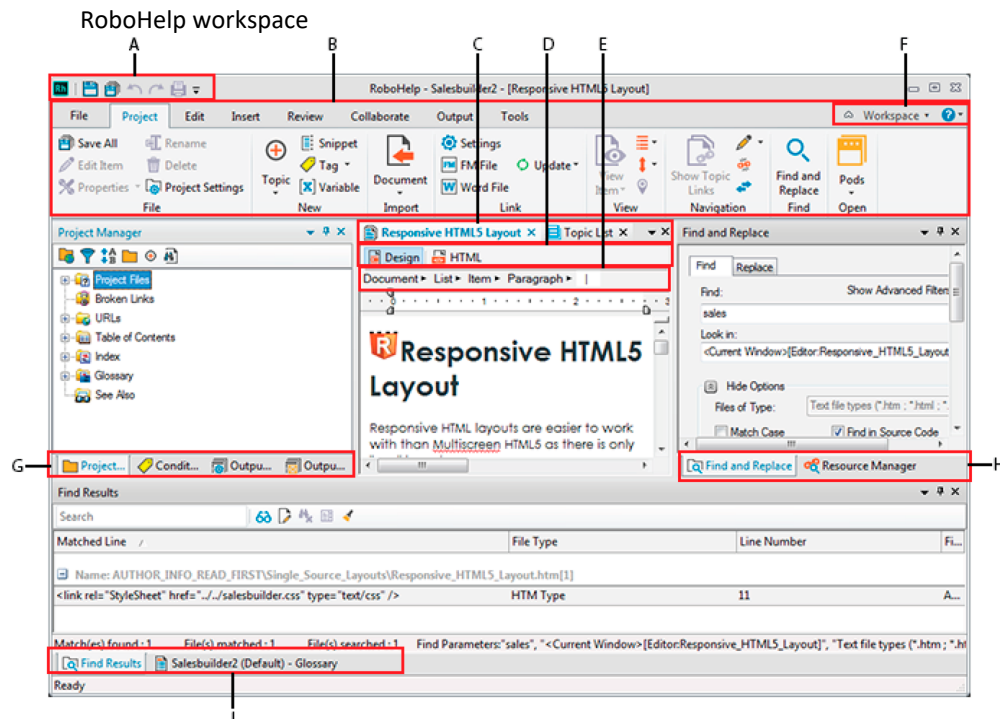 RoboHelp workspace
A B C D E F
Rh RoboHelp - Salesbuilder2 - [Responsive HTML5 Layout]
File Project Edit Insert Review Collaborate Output Tools Workspace ?
Save All Rename Snippet Settings
Edit Item Delete Tag FM File Update
Properties Project Settings Topic Variable Document Word File View Item Show Topic Links Find and Replace Pods
File New Import Link View Navigation Find Open
Project Manager
Project Files
Broken Links
URLs
Table of Contents
Index
Glossary
See Also
G
Project... Condit... Outpu... Outpu...
Responsive HTML5 Layout Topic List
Design HTML
Document List Item Paragraph
1 2 3
Responsive HTML5
Layout
Responsive HTML layouts are easier to work
with than Multiscreen HTML5 as there is only
Find and Replace
Find Replace
Find: Show Advanced Filters
sales
Look in:
<Current Window>[Editor:Responsive_HTML5_Layout
Hide Options
Files of Type: Text file types (*.htm ; *.html ; *.
Match Case Find in Source Code
Find and Replace Resource Manager
H
Find Results
Search
Matched Line File Type Line Number Fi...
Name: AUTHOR_INFO_READ_FIRST\Single_Source_Layouts\Responsive_HTML5_Layout.htm[1]
<link rel="StyleSheet" href="../../salesbuilder.css" type="text/css" /> HTM Type 11 A...
Match(es) found : 1 File(s) matched : 1 File(s) searched : 1 Find Parameters:"sales", "<Current Window>[Editor:Responsive_HTML5_Layout]", "Text file types (*.htm ; *.ht
Find Results Salesbuilder2 (Default) - Glossary
Ready